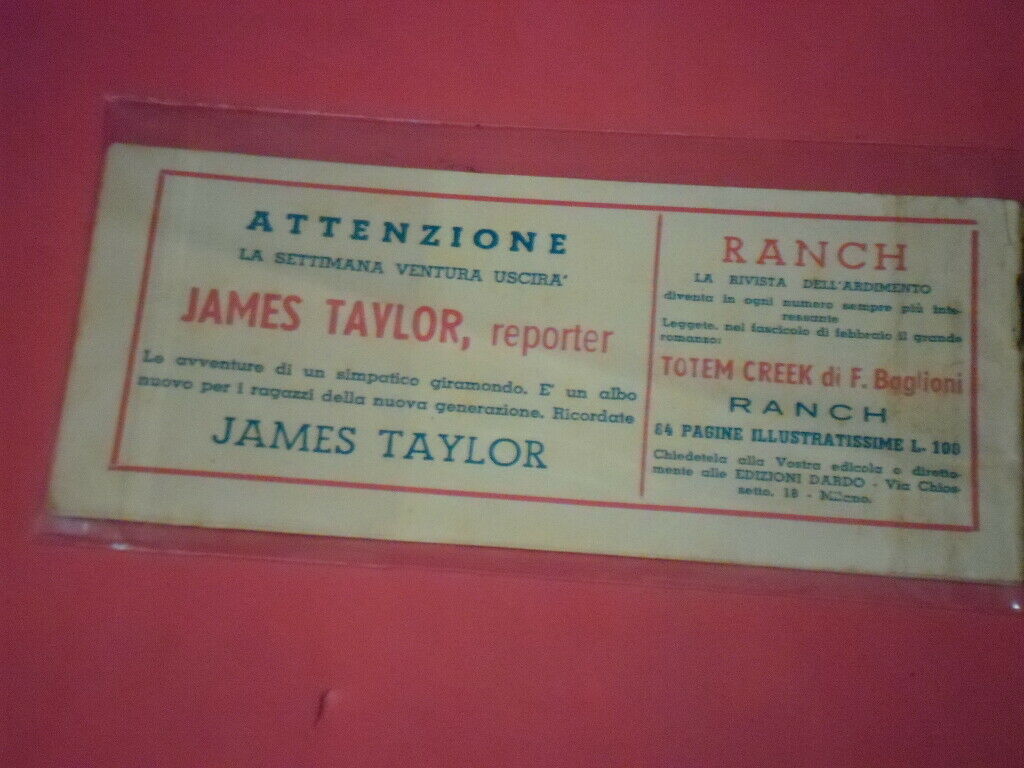 ATTENZIONE
LA SETTIMANA VENTURA USCIRA'
JAMES TAYLOR, reporter
Le avventure di un simpatico giramondo. E' un albo
nuovo per i ragazzi della nuova generazione. Ricordate
JAMES TAYLOR
RANCH
LA RIVISTA DELL'ARDIMENTO
diventa in ogni numero sempre più inte-
ressante
Leggete, nel fascicolo di febbraio il grande
romanzo:
TOTEM CREEK di F. Baglioni
RANCH
64 PAGINE ILLUSTRATISSIME L. 100
Chiedetela alla Vostra edicola o diretta-
mente alle EDIZIONI DARDO - Via Chios-
setto, 18 - Milano.